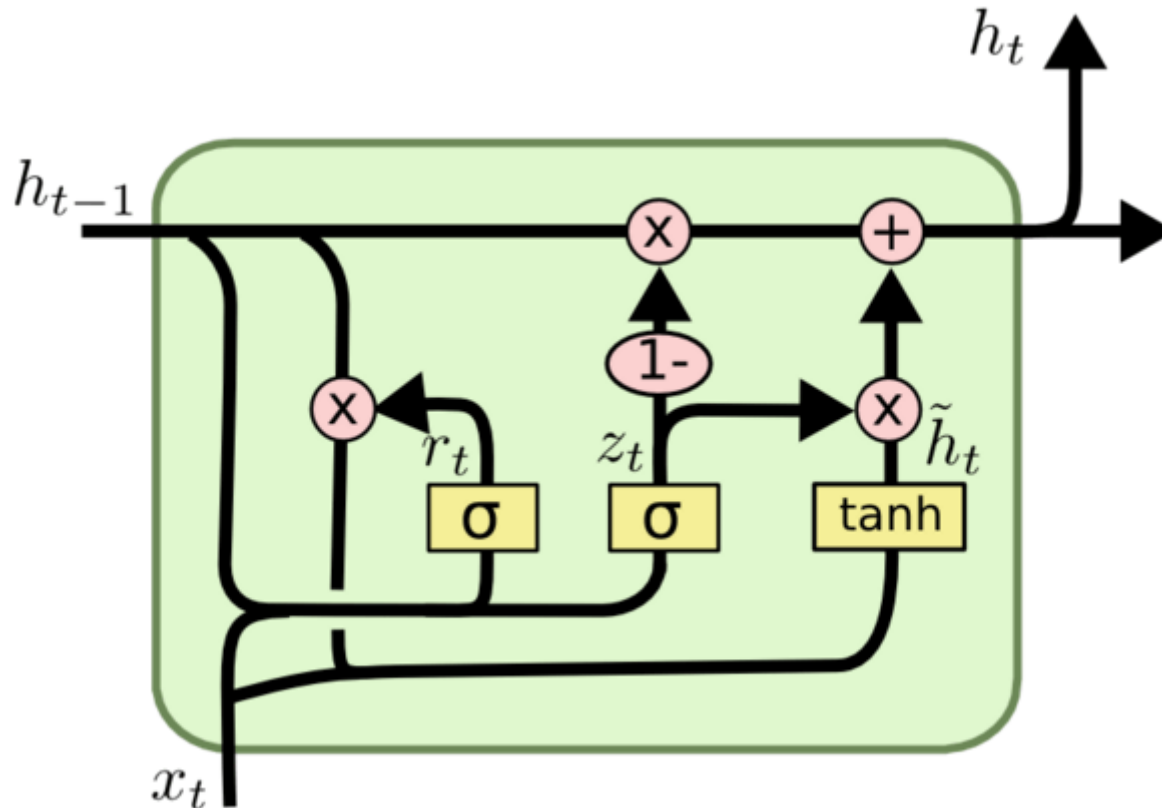 h_t
h_{t-1}
x
+
1-
x
x
r_t
z_t
h̃_t
σ
σ
tanh
x_t